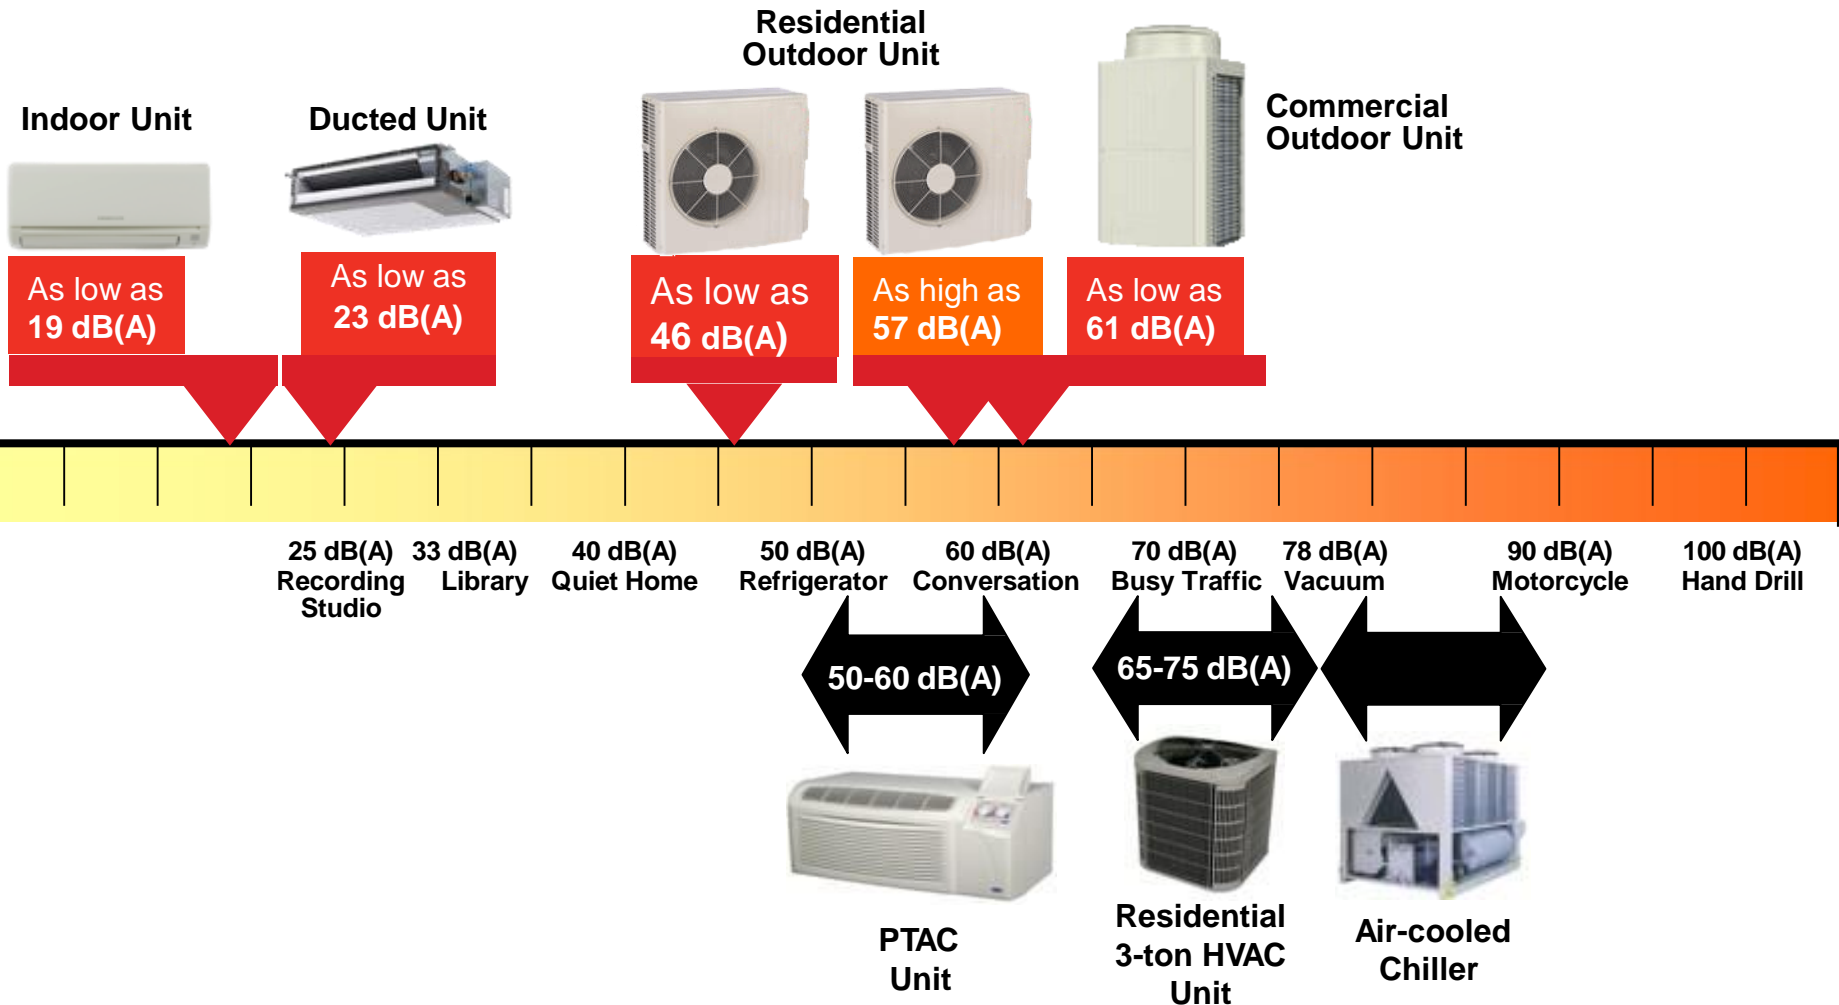 Residential
Outdoor Unit
Indoor Unit
Ducted Unit
Commercial
Outdoor Unit
As low as
19 dB(A)
As low as
23 dB(A)
As low as
46 dB(A)
As high as
57 dB(A)
As low as
61 dB(A)
25 dB(A)
Recording
Studio
33 dB(A)
Library
40 dB(A)
Quiet Home
50 dB(A)
Refrigerator
60 dB(A)
Conversation
70 dB(A)
Busy Traffic
78 dB(A)
Vacuum
90 dB(A)
Motorcycle
100 dB(A)
Hand Drill
50-60 dB(A)
65-75 dB(A)
PTAC
Unit
Residential
3-ton HVAC
Unit
Air-cooled
Chiller